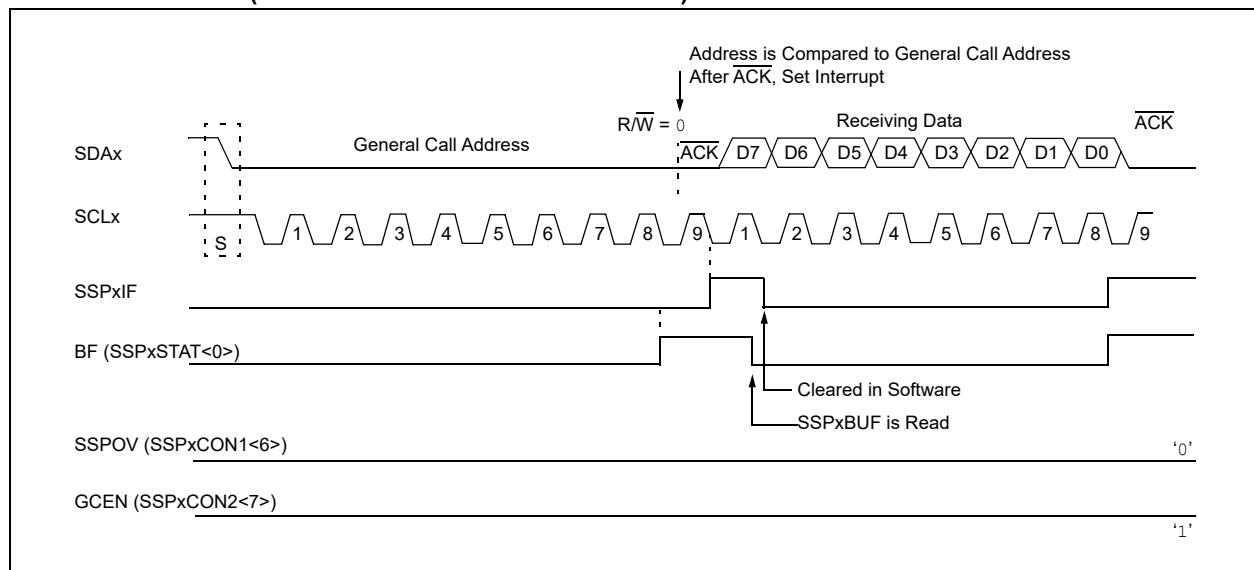 Address is Compared to General Call Address
After ACK, Set Interrupt
R/W = 0
Receiving Data
ACK
SDAx
General Call Address
ACK D7 D6 D5 D4 D3 D2 D1 D0
SCLx
S
1 2 3 4 5 6 7 8 9 1 2 3 4 5 6 7 8 9
SSPxIF
BF (SSPxSTAT<0>)
Cleared in Software
SSPxBUF is Read
SSPOV (SSPxCON1<6>)
‘0’
GCEN (SSPxCON2<7>)
‘1’